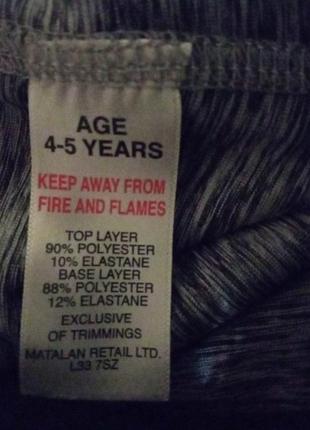 AGE
4-5 YEARS
KEEP AWAY FROM
FIRE AND FLAMES
TOP LAYER
90% POLYESTER
10% ELASTANE
BASE LAYER
88% POLYESTER
12% ELASTANE
EXCLUSIVE
OF TRIMMINGS
MATALAN RETAIL LTD.
L33 7SZ